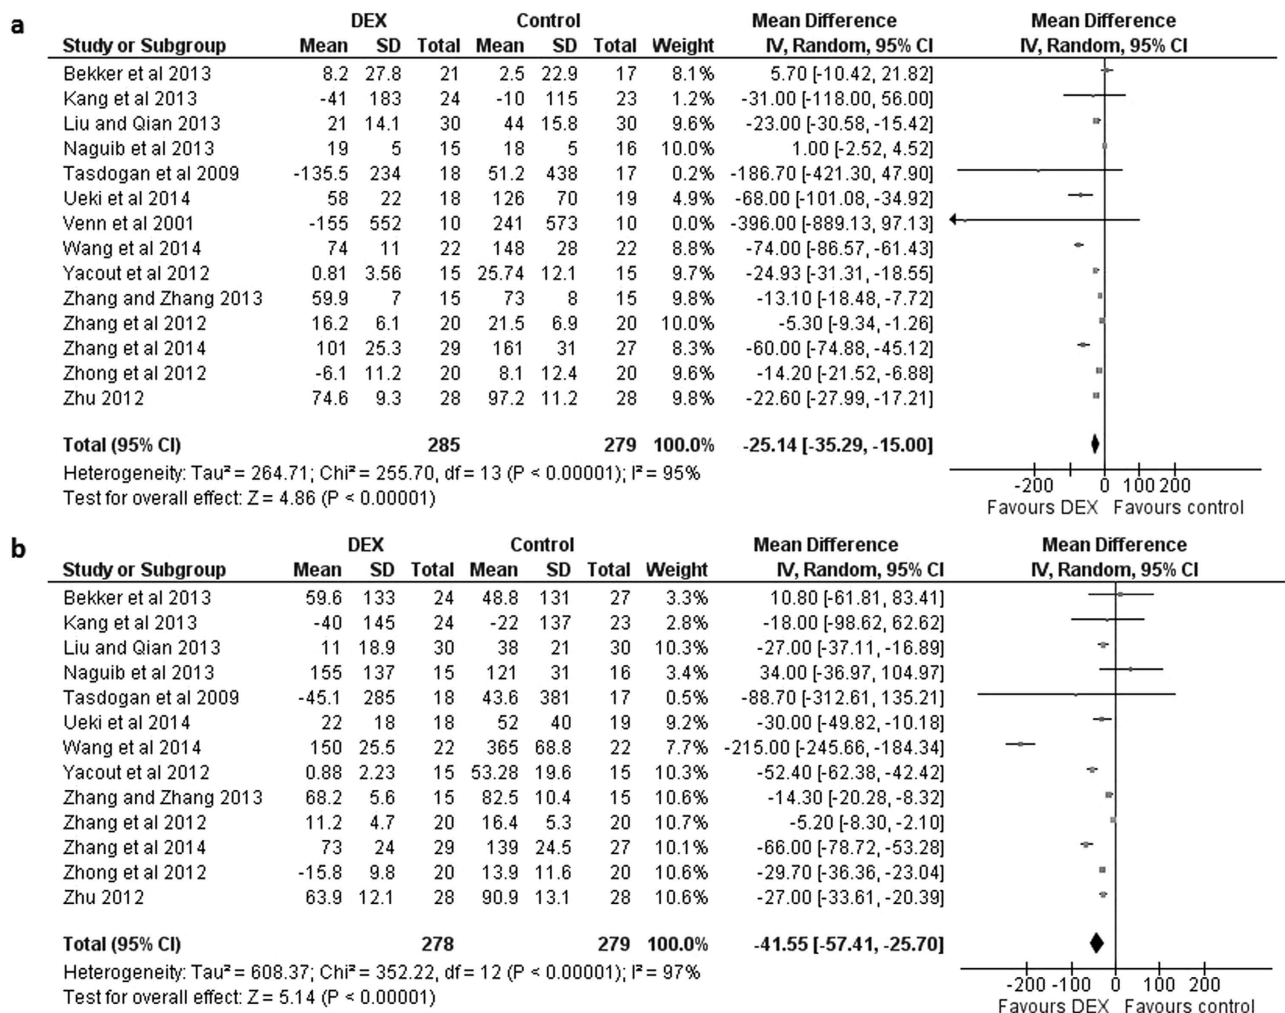 a
DEX Control Mean Difference Mean Difference
Study or Subgroup Mean SD Total Mean SD Total Weight IV, Random, 95% CI IV, Random, 95% CI
Bekker et al 2013 8.2 27.8 21 2.5 22.9 17 8.1% 5.70 [-10.42, 21.82]
Kang et al 2013 -41 183 24 -10 115 23 1.2% -31.00 [-118.00, 56.00]
Liu and Qian 2013 21 14.1 30 44 15.8 30 9.6% -23.00 [-30.58, -15.42]
Naguib et al 2013 19 5 15 18 5 16 10.0% 1.00 [-2.52, 4.52]
Tasdogan et al 2009 -135.5 234 18 51.2 438 17 0.2% -186.70 [-421.30, 47.90]
Ueki et al 2014 58 22 18 126 70 19 4.9% -68.00 [-101.08, -34.92]
Venn et al 2001 -155 552 10 241 573 10 0.0% -396.00 [-889.13, 97.13]
Wang et al 2014 74 11 22 148 28 22 8.8% -74.00 [-86.57, -61.43]
Yacout et al 2012 0.81 3.56 15 25.74 12.1 15 9.7% -24.93 [-31.31, -18.55]
Zhang and Zhang 2013 59.9 7 15 73 8 15 9.8% -13.10 [-18.48, -7.72]
Zhang et al 2012 16.2 6.1 20 21.5 6.9 20 10.0% -5.30 [-9.34, -1.26]
Zhang et al 2014 101 25.3 29 161 31 27 8.3% -60.00 [-74.88, -45.12]
Zhong et al 2012 -6.1 11.2 20 8.1 12.4 20 9.6% -14.20 [-21.52, -6.88]
Zhu 2012 74.6 9.3 28 97.2 11.2 28 9.8% -22.60 [-27.99, -17.21]
Total (95% CI) 285 279 100.0% -25.14 [-35.29, -15.00]
Heterogeneity: Tau² = 264.71; Chi² = 255.70, df = 13 (P < 0.00001); I² = 95%
Test for overall effect: Z = 4.86 (P < 0.00001)
-200 0 100 200
Favours DEX Favours control
b
DEX Control Mean Difference Mean Difference
Study or Subgroup Mean SD Total Mean SD Total Weight IV, Random, 95% CI IV, Random, 95% CI
Bekker et al 2013 59.6 133 24 48.8 131 27 3.3% 10.80 [-61.81, 83.41]
Kang et al 2013 -40 145 24 -22 137 23 2.8% -18.00 [-98.62, 62.62]
Liu and Qian 2013 11 18.9 30 38 21 30 10.3% -27.00 [-37.11, -16.89]
Naguib et al 2013 155 137 15 121 31 16 3.4% 34.00 [-36.97, 104.97]
Tasdogan et al 2009 -45.1 285 18 43.6 381 17 0.5% -88.70 [-312.61, 135.21]
Ueki et al 2014 22 18 18 52 40 19 9.2% -30.00 [-49.82, -10.18]
Wang et al 2014 150 25.5 22 365 68.8 22 7.7% -215.00 [-245.66, -184.34]
Yacout et al 2012 0.88 2.23 15 53.28 19.6 15 10.3% -52.40 [-62.38, -42.42]
Zhang and Zhang 2013 68.2 5.6 15 82.5 10.4 15 10.6% -14.30 [-20.28, -8.32]
Zhang et al 2012 11.2 4.7 20 16.4 5.3 20 10.7% -5.20 [-8.30, -2.10]
Zhang et al 2014 73 24 29 139 24.5 27 10.1% -66.00 [-78.72, -53.28]
Zhong et al 2012 -15.8 9.8 20 13.9 11.6 20 10.6% -29.70 [-36.36, -23.04]
Zhu 2012 63.9 12.1 28 90.9 13.1 28 10.6% -27.00 [-33.61, -20.39]
Total (95% CI) 278 279 100.0% -41.55 [-57.41, -25.70]
Heterogeneity: Tau² = 608.37; Chi² = 352.22, df = 12 (P < 0.00001); I² = 97%
Test for overall effect: Z = 5.14 (P < 0.00001)
-200 -100 0 100 200
Favours DEX Favours control